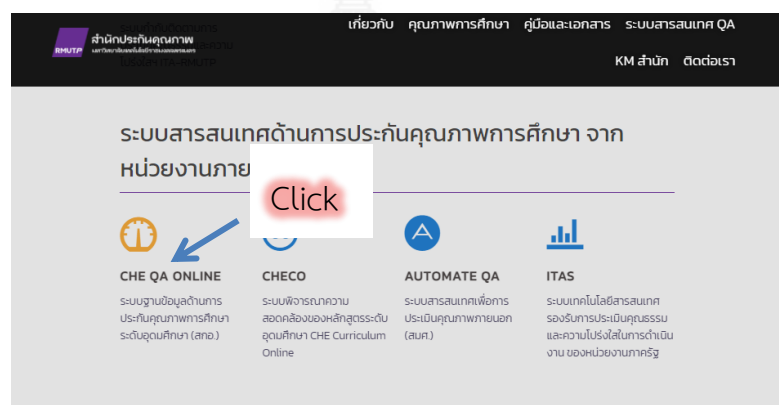 เกี่ยวกับ คุณภาพการศึกษา คู่มือและเอกสาร ระบบสารสนเทศ QA
สำนักประกันคุณภาพ
RMUTP
KM สำนัก ติดต่อเรา
ระบบสารสนเทศด้านการประกันคุณภาพการศึกษา จาก
หน่วยงานภาย
Click
CHE QA ONLINE
ระบบฐานข้อมูลด้านการ
ประกันคุณภาพการศึกษา
ระดับอุดมศึกษา (สกอ.)
CHECO
ระบบพิจารณาความ
สอดคล้องของหลักสูตรระดับ
อุดมศึกษา CHE Curriculum
Online
AUTOMATE QA
ระบบสารสนเทศเพื่อการ
ประเมินคุณภาพภายนอก
(สมศ.)
ITAS
ระบบเทคโนโลยีสารสนเทศ
รองรับการประเมินคุณธรรม
และความโปร่งใสในการดำเนิน
งาน ของหน่วยงานภาครัฐ